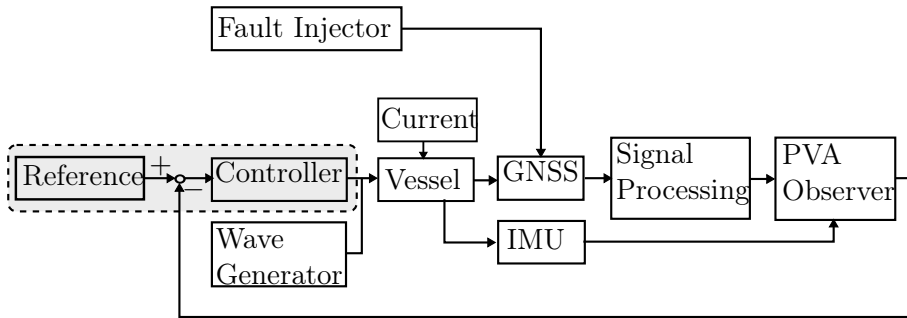 Fault Injector
Current
Reference
+
−
Controller
Vessel
GNSS
Signal
Processing
PVA
Observer
Wave
Generator
IMU